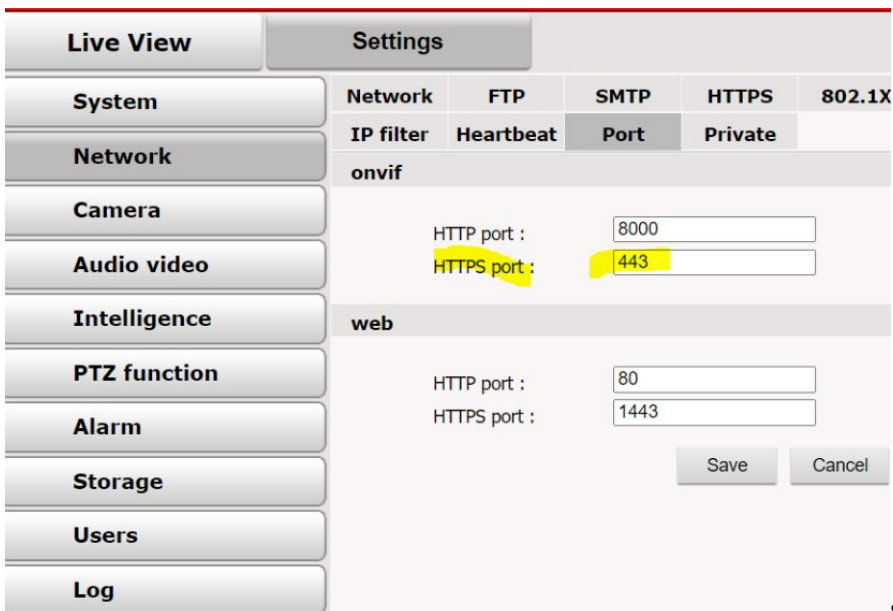 Live View Settings
System
Network
Camera
Audio video
Intelligence
PTZ function
Alarm
Storage
Users
Log
Network FTP SMTP HTTPS 802.1X
IP filter Heartbeat Port Private
onvif
HTTP port : 8000
HTTPS port : 443
web
HTTP port : 80
HTTPS port : 1443
Save Cancel